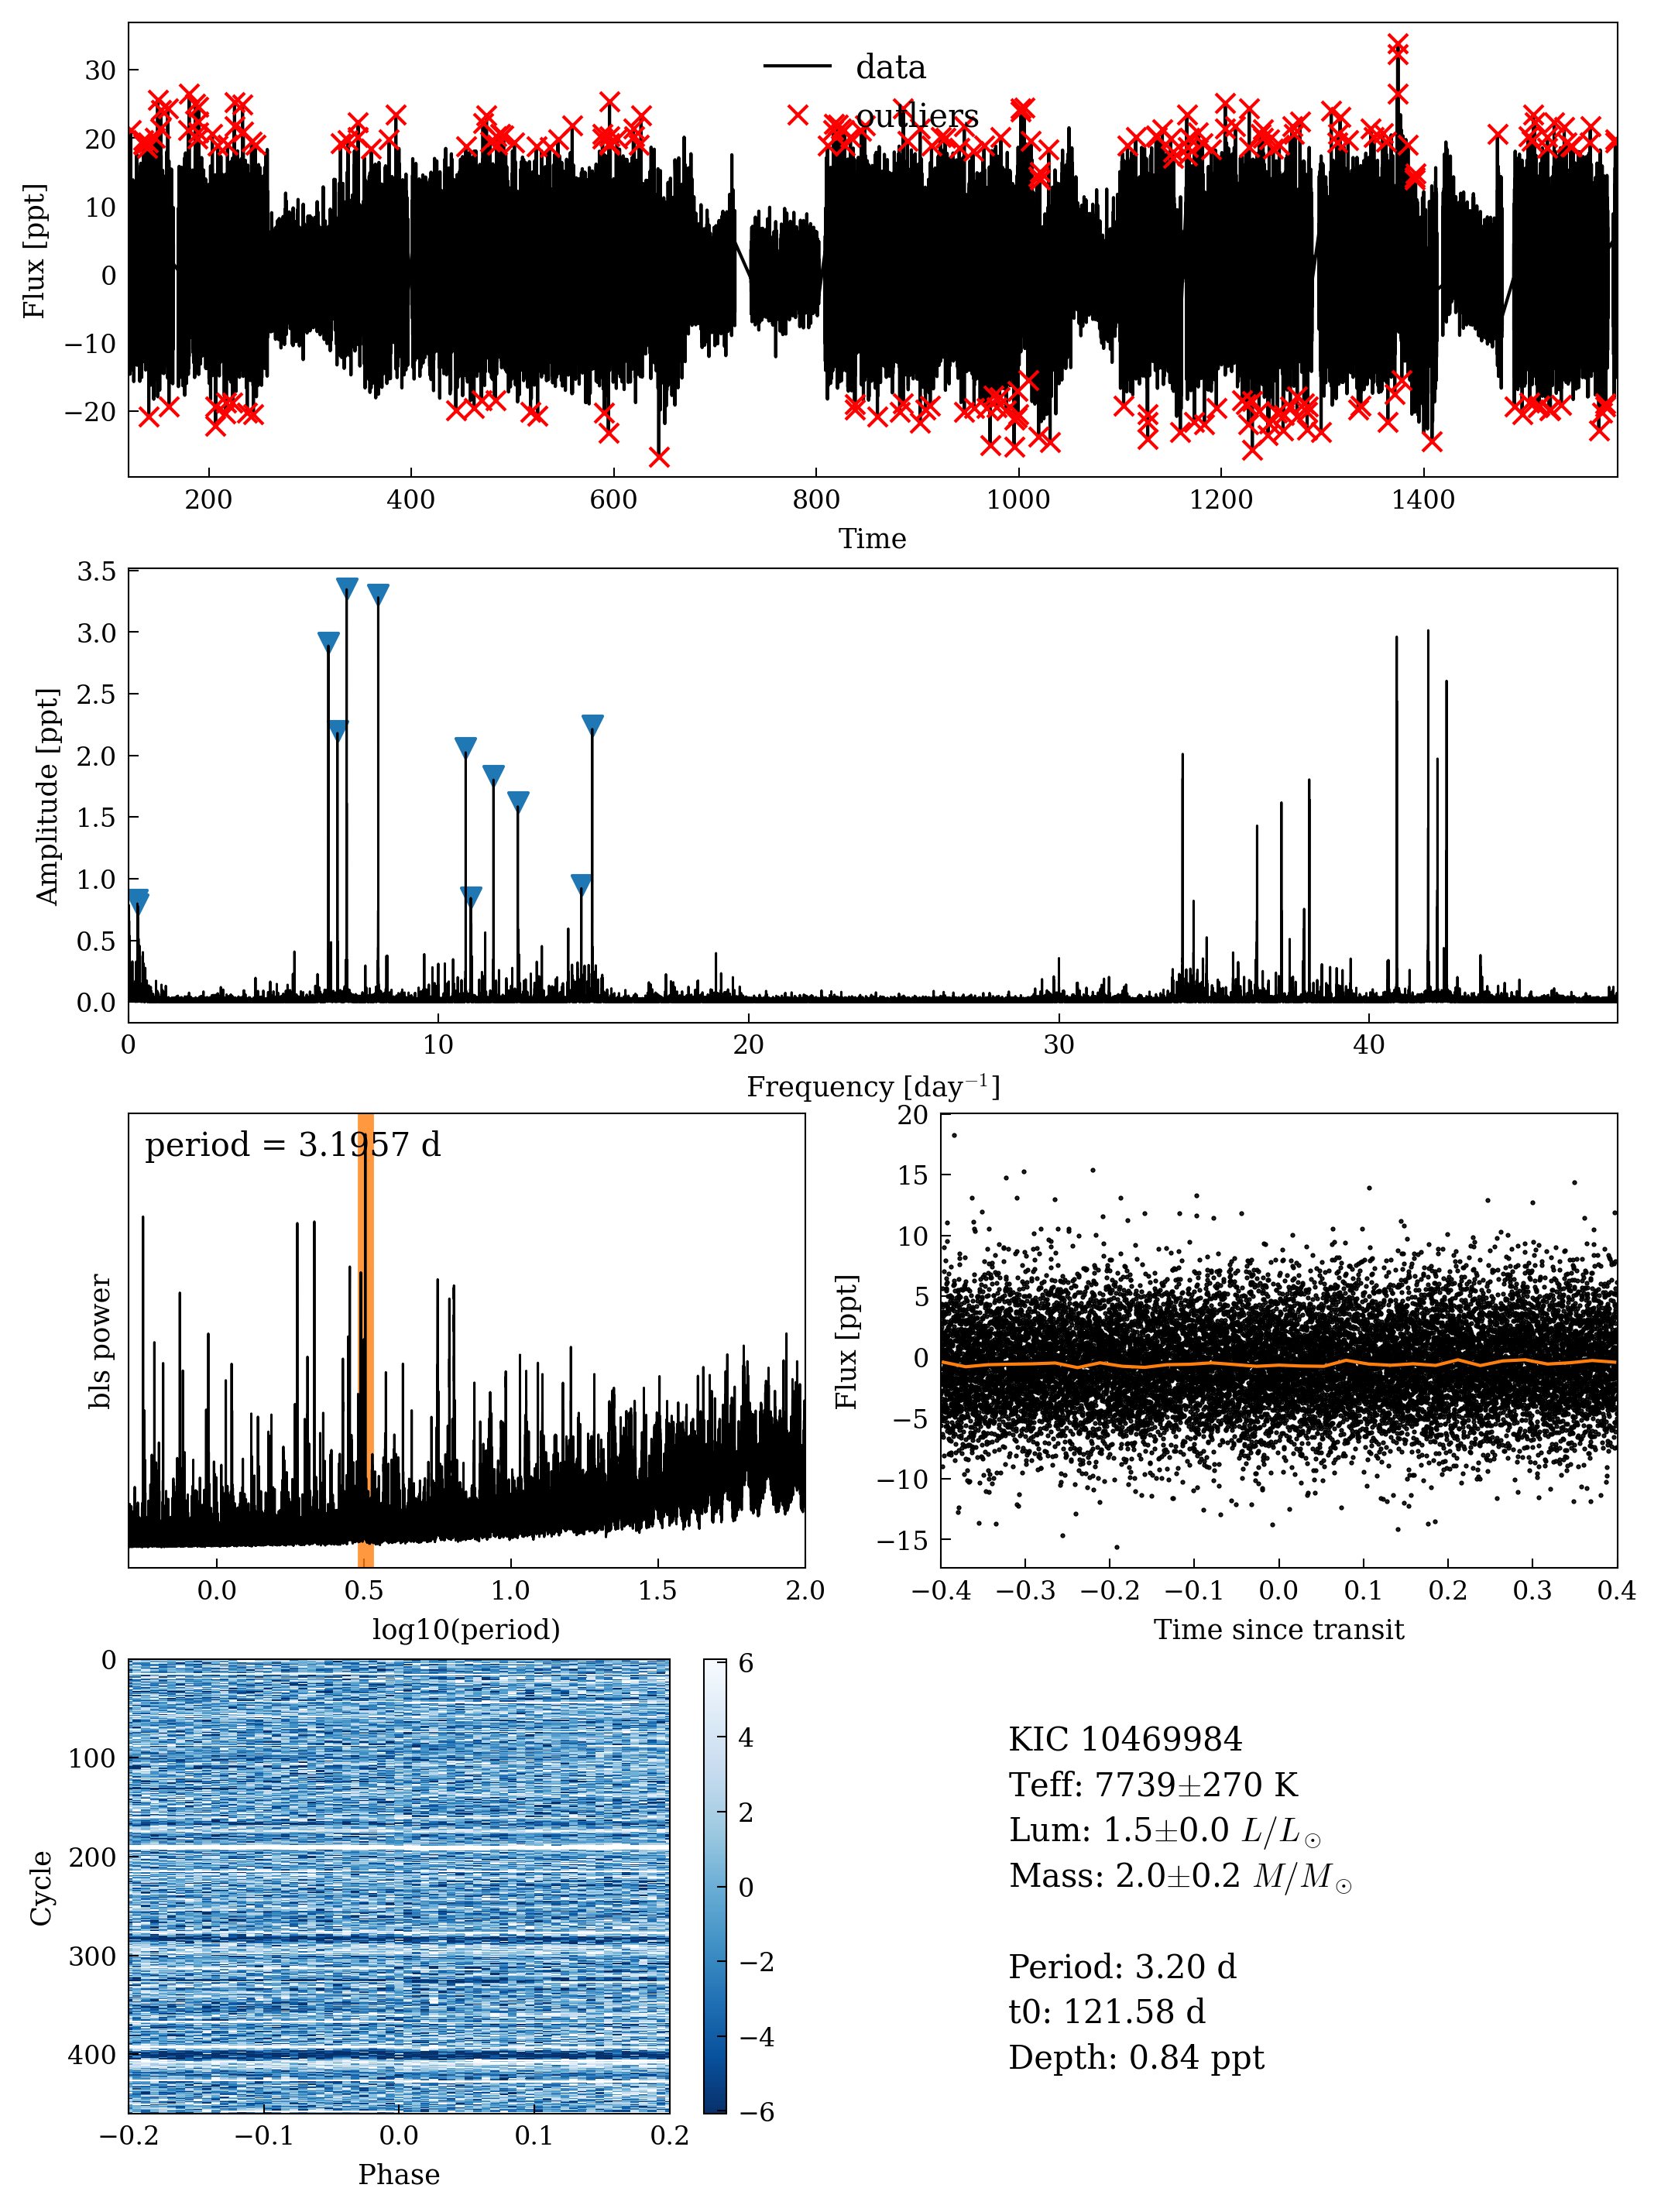 30
20
10
0
−10
−20
Flux [ppt]
data
outliers
200 400 600 800 1000 1200 1400
Time
3.5
3.0
2.5
2.0
1.5
1.0
0.5
0.0
Amplitude [ppt]
0 10 20 30 40
Frequency [day⁻¹]
period = 3.1957 d
bls power
0.0 0.5 1.0 1.5 2.0
log10(period)
20
15
10
5
0
−5
−10
−15
Flux [ppt]
−0.4 −0.3 −0.2 −0.1 0.0 0.1 0.2 0.3 0.4
Time since transit
0
100
200
300
400
Cycle
−0.2 −0.1 0.0 0.1 0.2
Phase
6
4
2
0
−2
−4
−6
KIC 10469984
Teff: 7739±270 K
Lum: 1.5±0.0 L/L⊙
Mass: 2.0±0.2 M/M⊙
Period: 3.20 d
t0: 121.58 d
Depth: 0.84 ppt